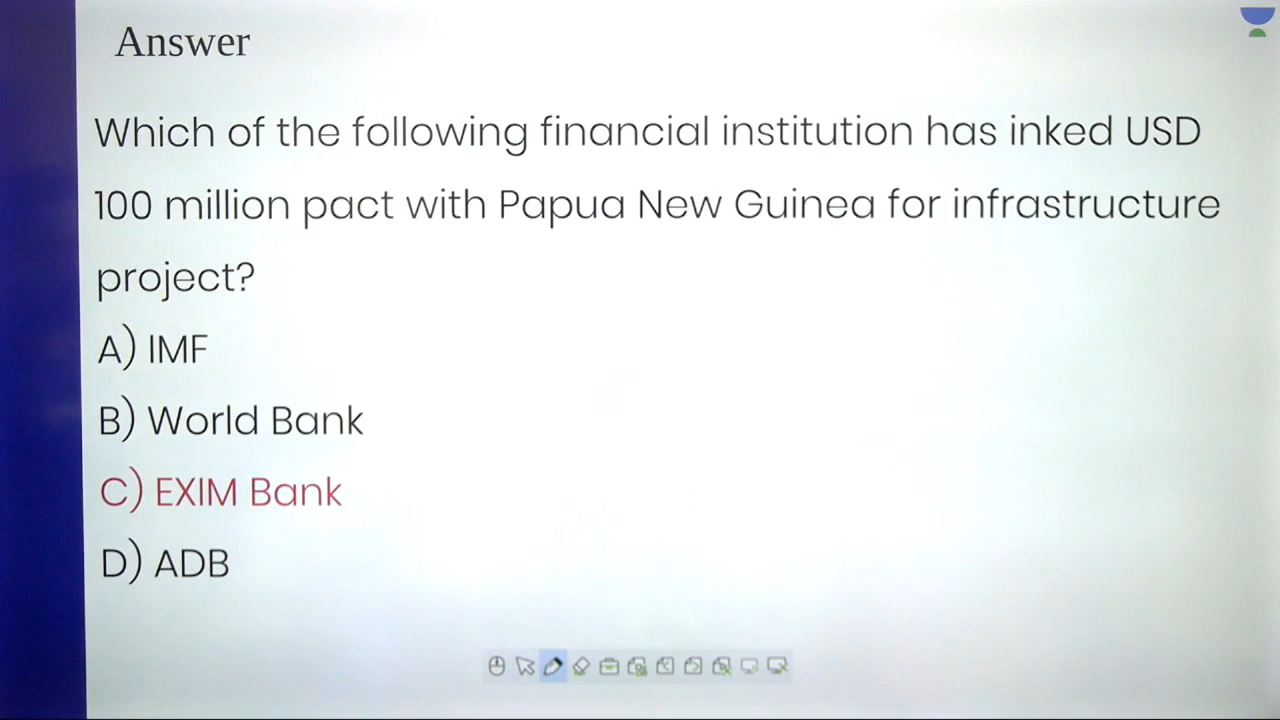 Answer
Which of the following financial institution has inked USD
100 million pact with Papua New Guinea for infrastructure
project?
A) IMF
B) World Bank
C) EXIM Bank
D) ADB